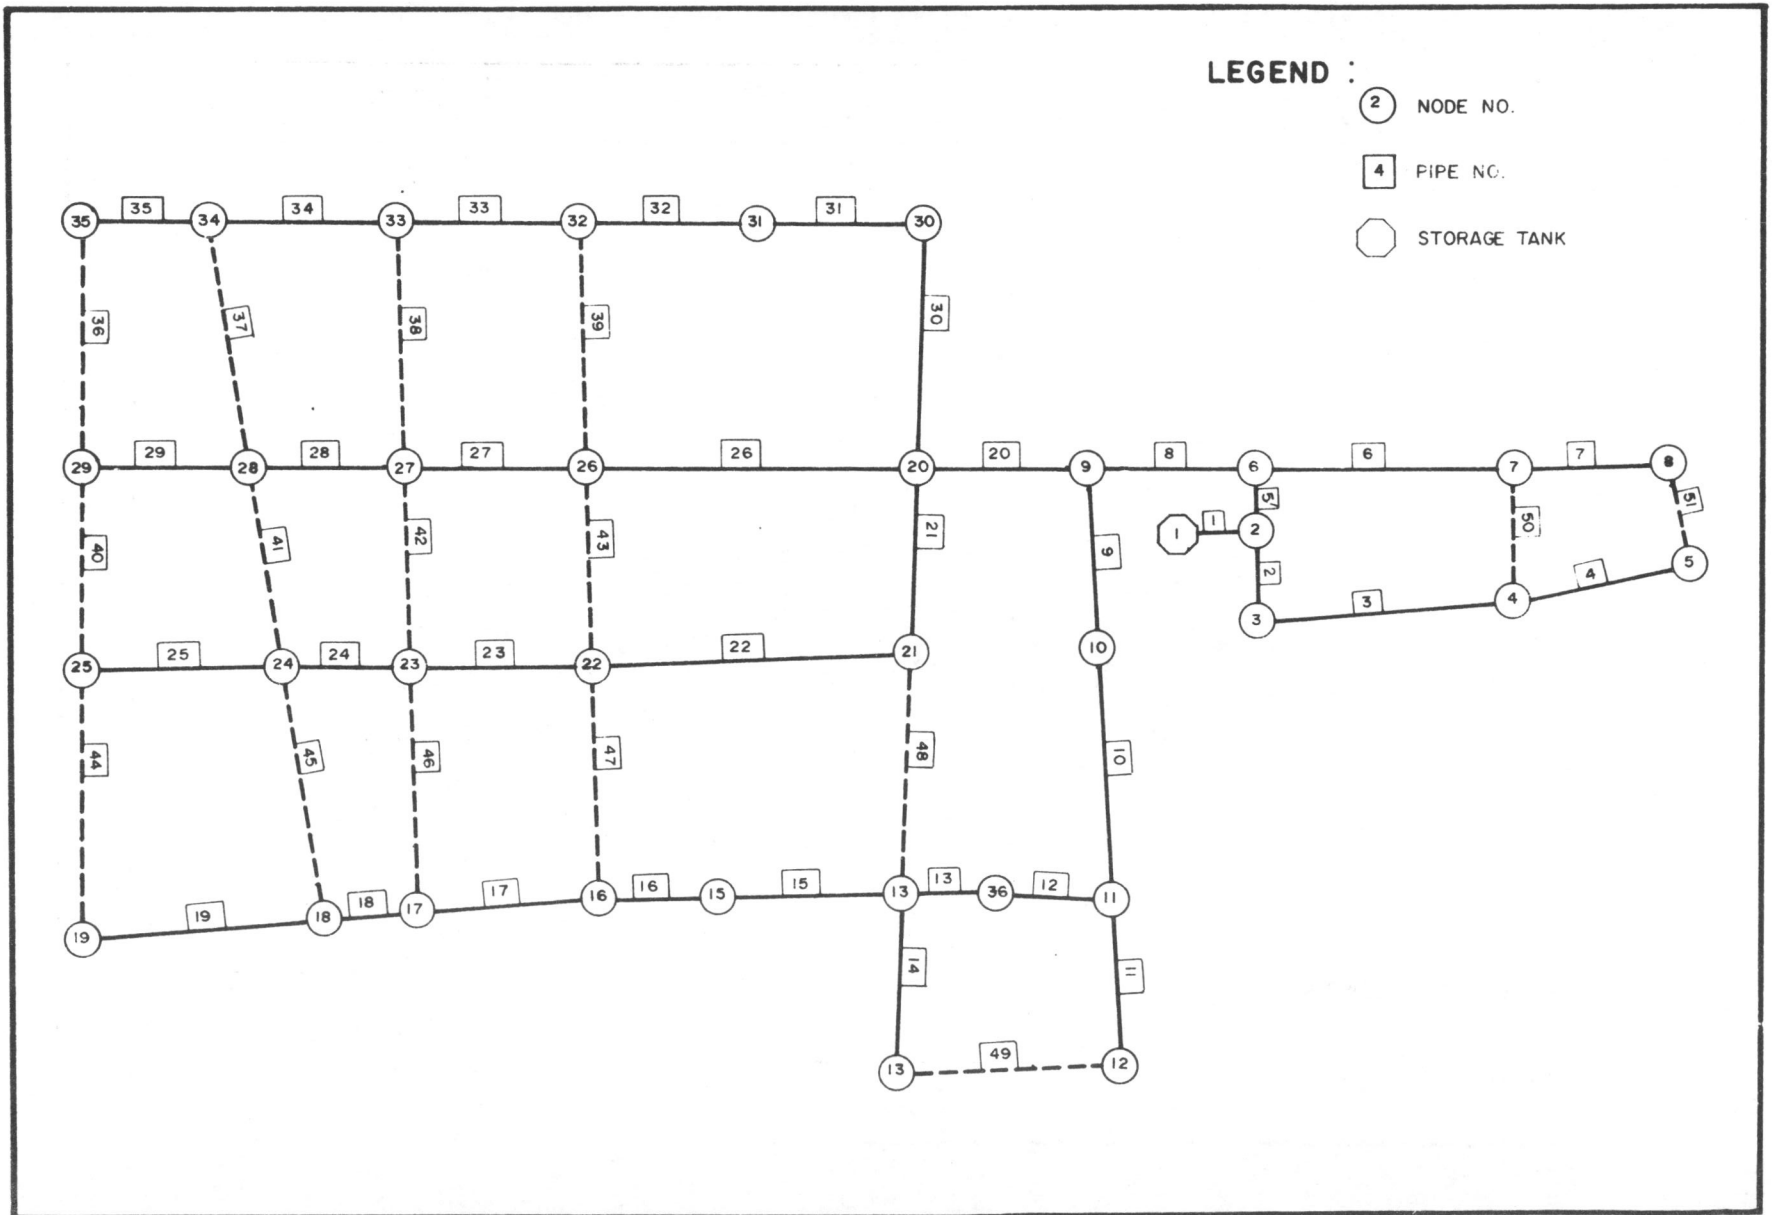 LEGEND :
2 NODE NO.
4 PIPE NO.
STORAGE TANK
35 35 34 34 33 33 32 32 31 31 30
36 37 38 39 30
29 29 28 28 27 27 26 26 20 20 9 8 6 6 7 7 8
40 41 42 43 21 9 1 1 5 2 50 51
2 3 3 4 4 5
25 25 24 24 23 23 22 22 21 10
44 45 46 47 48 10
19 19 18 18 17 17 16 16 15 15 13 13 36 12 11
14 11
13 49 12